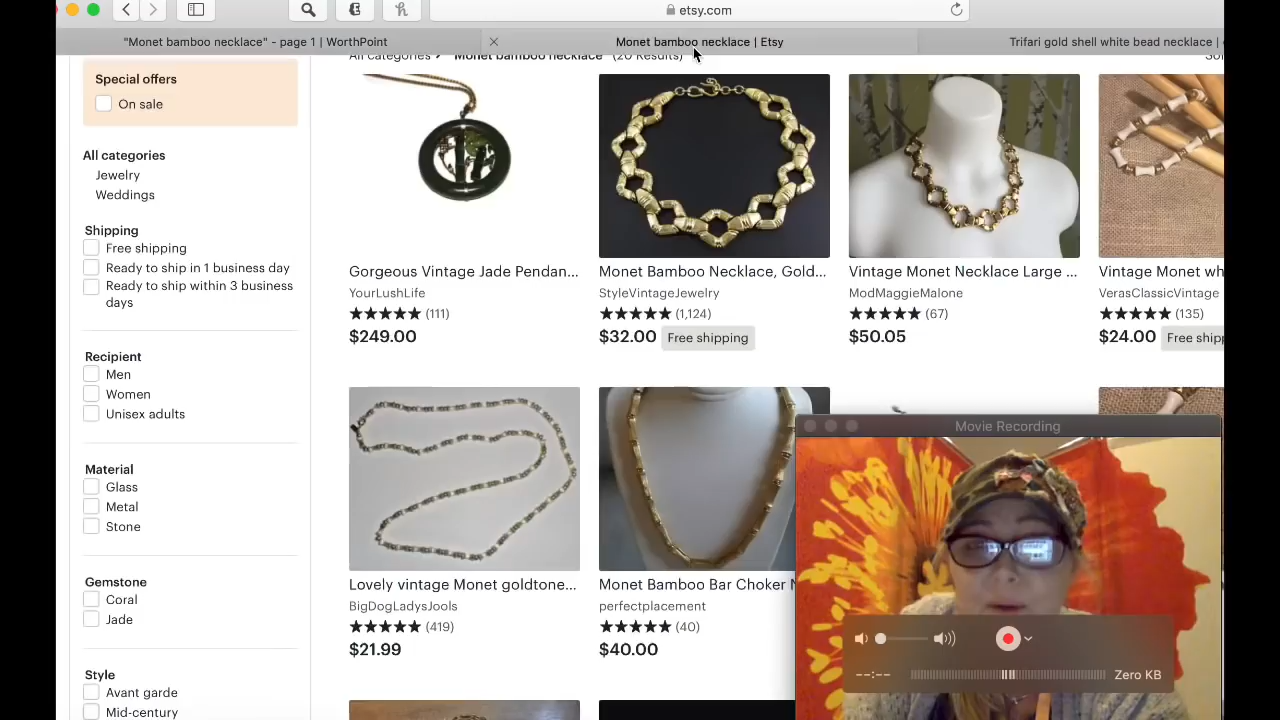 etsy.com
"Monet bamboo necklace" - page 1 | WorthPoint
Monet bamboo necklace | Etsy
Trifari gold shell white bead necklace |
All categories > Monet bamboo necklace (20 Results)
Special offers
On sale
All categories
Jewelry
Weddings
Shipping
Free shipping
Ready to ship in 1 business day
Ready to ship within 3 business
days
Recipient
Men
Women
Unisex adults
Material
Glass
Metal
Stone
Gemstone
Coral
Jade
Style
Avant garde
Mid-century
Gorgeous Vintage Jade Pendan...
YourLushLife
★★★★★ (111)
$249.00
Monet Bamboo Necklace, Gold...
StyleVintageJewelry
★★★★★ (1,124)
$32.00 Free shipping
Vintage Monet Necklace Large ...
ModMaggieMalone
★★★★★ (67)
$50.05
Vintage Monet wh
VerasClassicVintage
★★★★★ (135)
$24.00 Free shipp
Lovely vintage Monet goldtone...
BigDogLadysJools
★★★★★ (419)
$21.99
Monet Bamboo Bar Choker N
perfectplacement
★★★★★ (40)
$40.00
Movie Recording
--:--
Zero KB